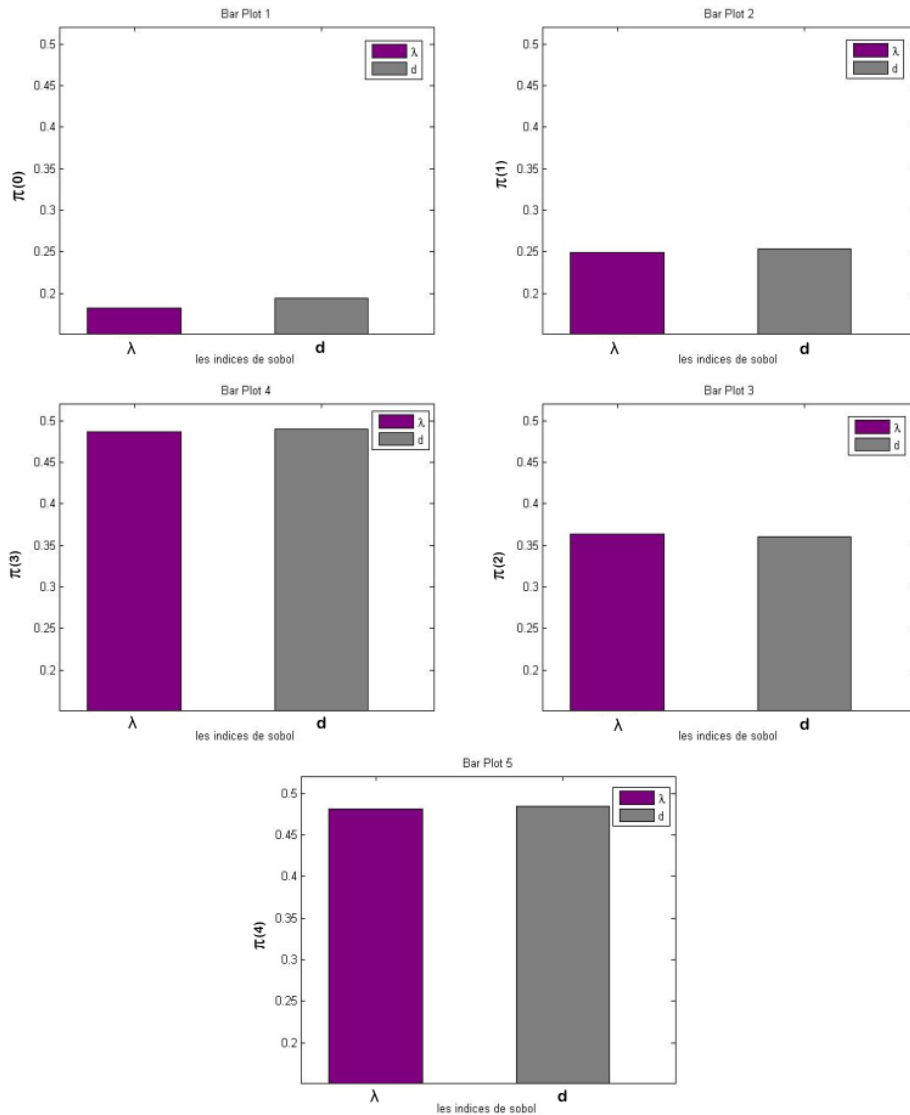 Bar Plot 1
0.5
0.45
0.4
0.35
0.3
0.25
0.2
π(0)
λ
d
λ d
les indices de sobol
Bar Plot 2
0.5
0.45
0.4
0.35
0.3
0.25
0.2
π(1)
λ
d
λ d
les indices de sobol
Bar Plot 4
0.5
0.45
0.4
0.35
0.3
0.25
0.2
π(3)
λ
d
λ d
les indices de sobol
Bar Plot 3
0.5
0.45
0.4
0.35
0.3
0.25
0.2
π(2)
λ
d
λ d
les indices de sobol
Bar Plot 5
0.5
0.45
0.4
0.35
0.3
0.25
0.2
π(4)
λ
d
λ d
les indices de sobol